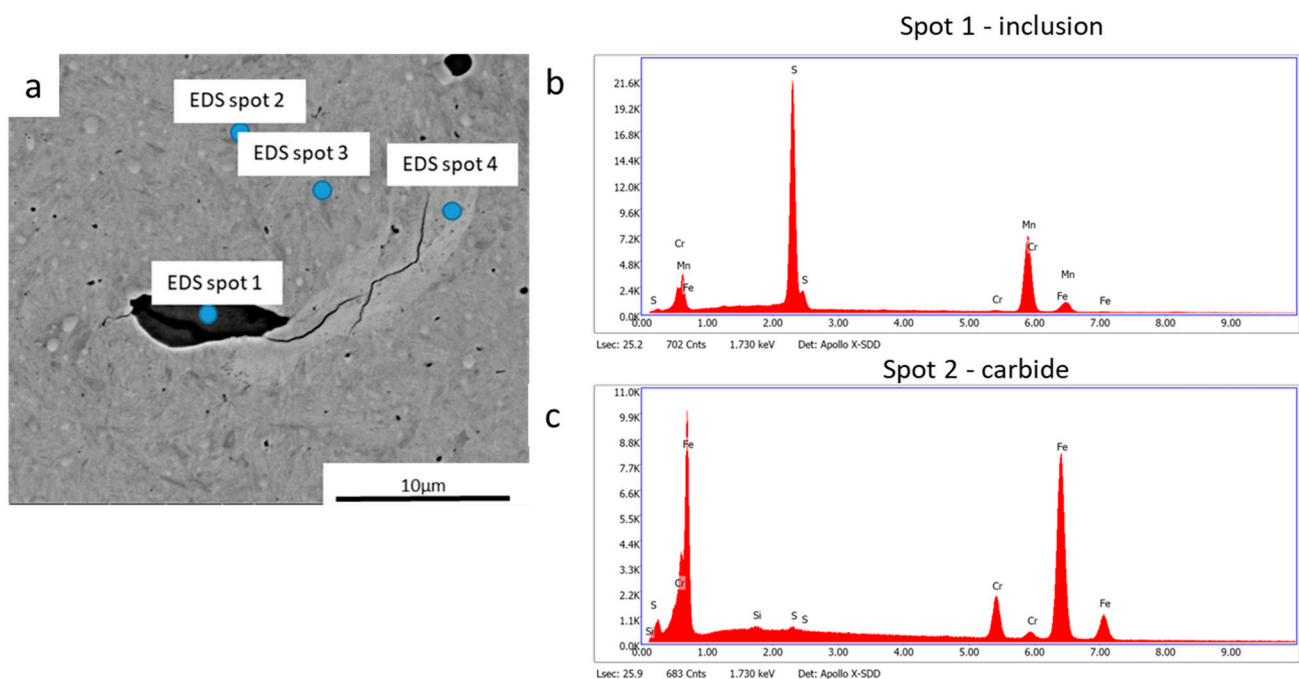 a
EDS spot 2
EDS spot 3
EDS spot 4
EDS spot 1
10µm
Spot 1 - inclusion
b
21.6K
19.2K
16.8K
14.4K
12.0K
9.6K
7.2K
4.8K
2.4K
0.0K
S
Cr
Mn
Fe
S
S
Cr
Mn
Cr
Mn
Fe
Fe
0.00 1.00 2.00 3.00 4.00 5.00 6.00 7.00 8.00 9.00
Lsec: 25.2 702 Cnts 1.730 keV Det: Apollo X-SDD
Spot 2 - carbide
c
11.0K
9.9K
8.8K
7.7K
6.6K
5.5K
4.4K
3.3K
2.2K
1.1K
0.0K
Si
S
Cr
Fe
Si
S
S
Cr
Cr
Fe
Fe
0.00 1.00 2.00 3.00 4.00 5.00 6.00 7.00 8.00 9.00
Lsec: 25.9 683 Cnts 1.730 keV Det: Apollo X-SDD